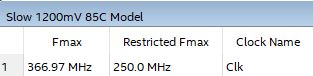 Slow 1200mV 85C Model
Fmax Restricted Fmax Clock Name
1 366.97 MHz 250.0 MHz Clk